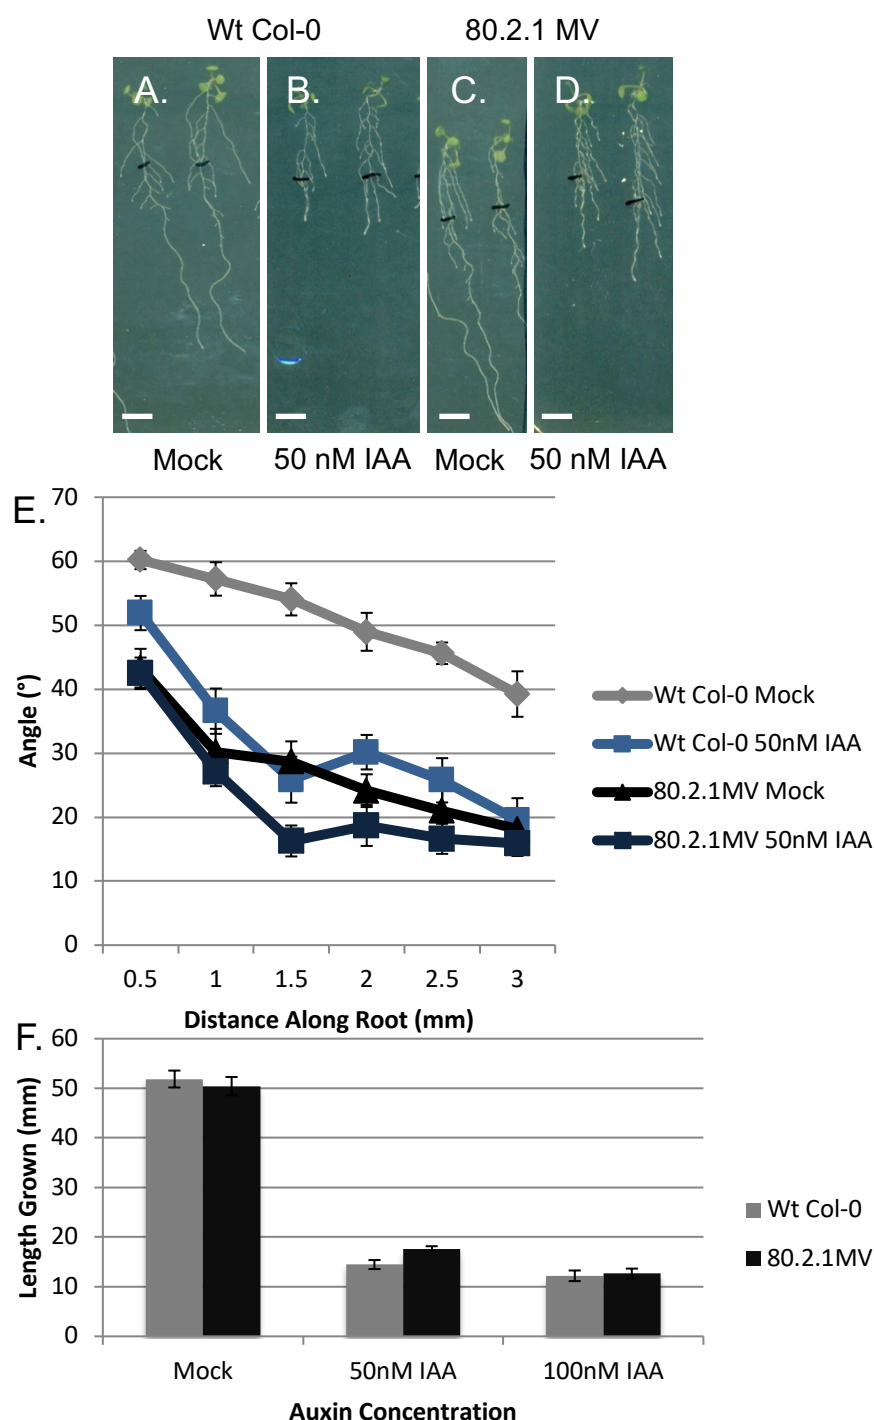 Wt Col-0 80.2.1 MV
A. B. C. D.
Mock 50 nM IAA Mock 50 nM IAA
E.
70
60
50
40
30
20
10
0
Angle (°)
0.5 1 1.5 2 2.5 3
Distance Along Root (mm)
Wt Col-0 Mock
Wt Col-0 50nM IAA
80.2.1MV Mock
80.2.1MV 50nM IAA
F.
60
50
40
30
20
10
0
Length Grown (mm)
Mock 50nM IAA 100nM IAA
Auxin Concentration
Wt Col-0
80.2.1MV